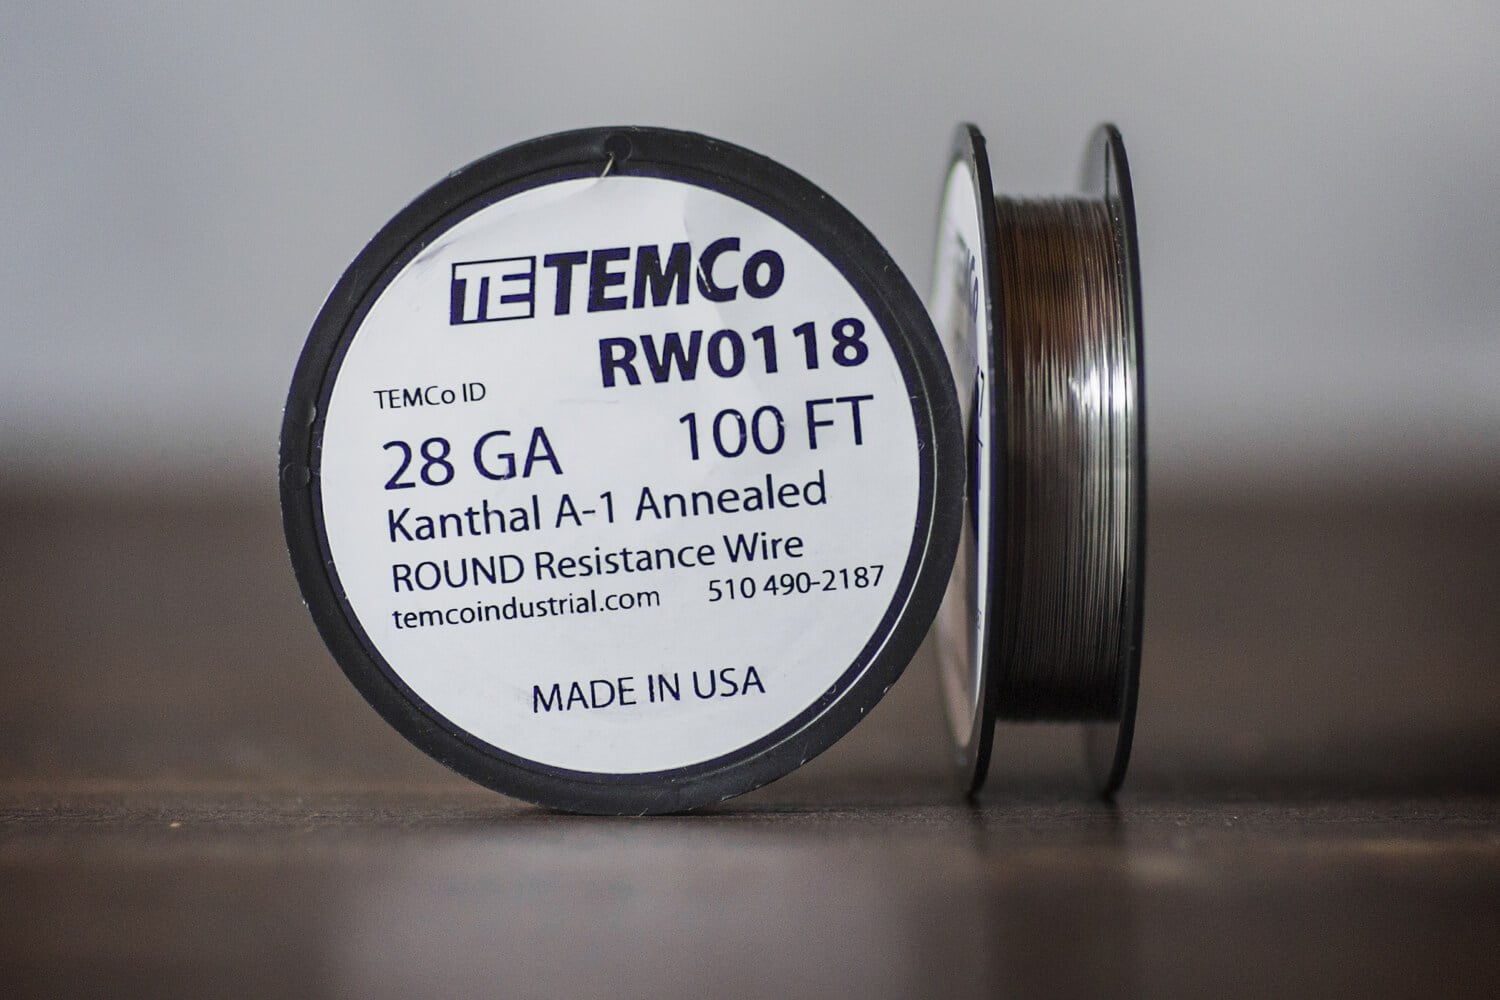 TE TEMCo
RW0118
TEMCo ID
28 GA 100 FT
Kanthal A-1 Annealed
ROUND Resistance Wire
temcoindustrial.com 510 490-2187
MADE IN USA